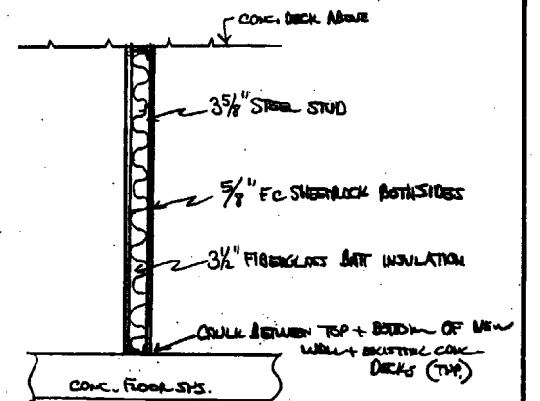 CONC. DECK ABOVE
3 5/8" STEEL STUD
5/8" FC SHEETROCK BOTH SIDES
3 1/2" FIBERGLASS BATT INSULATION
CAULK BETWEEN TOP + BOTTOM OF NEW
WALL + EXISTING CONC.
DECKS (TYP.)
CONC. FLOOR SYS.